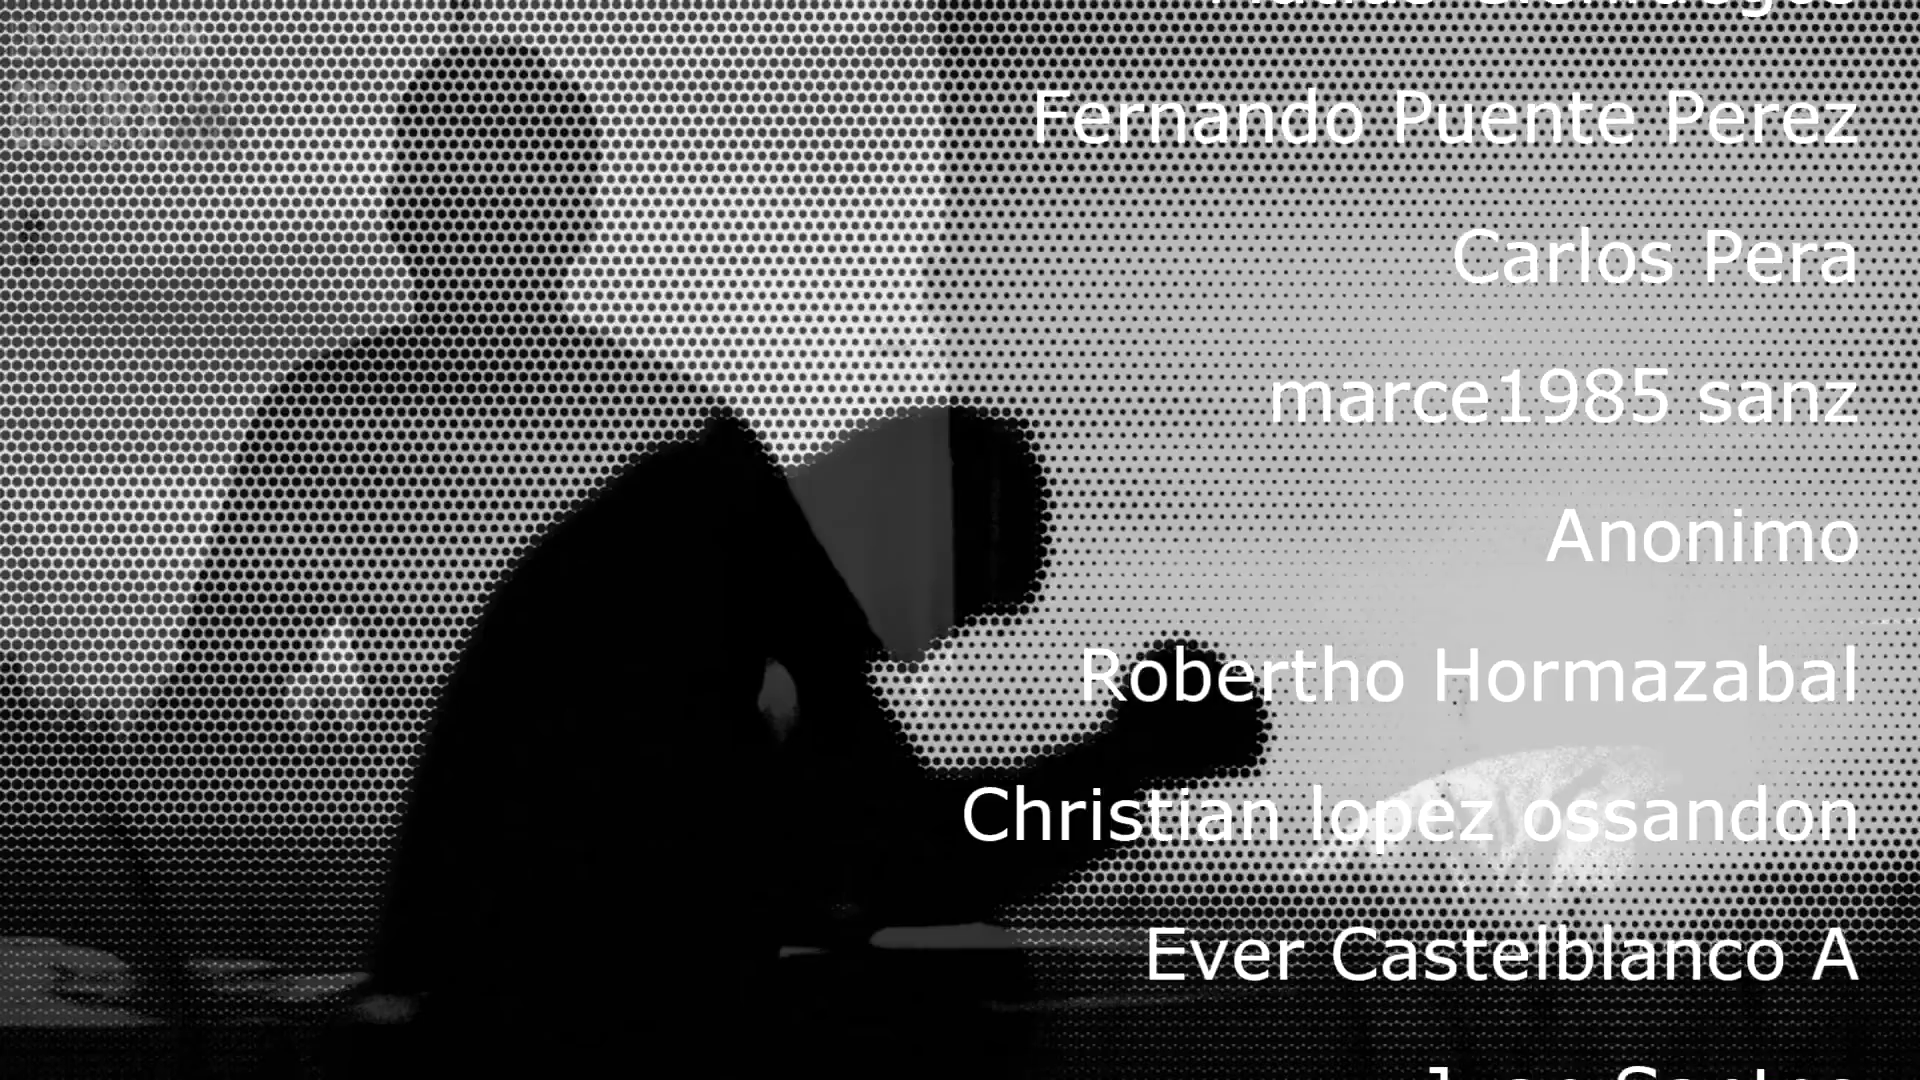 Fernando Puente Perez
Carlos Pera
marce1985 sanz
Anonimo
Robertho Hormazabal
Christian lopez ossandon
Ever Castelblanco A